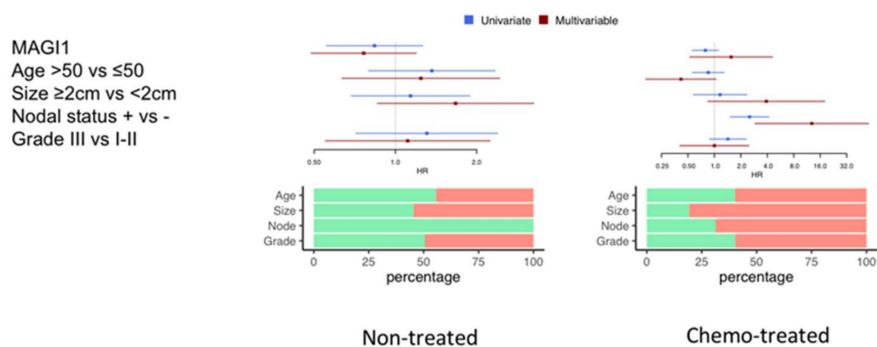 Univariate Multivariable
MAGI1
Age >50 vs ≤50
Size ≥2cm vs <2cm
Nodal status + vs -
Grade III vs I-II
0.50 1.0 2.0
HR
0.25 0.5 1.0 2.0 4.0 8.0 16.0 32.0
HR
Age
Size
Node
Grade
0 25 50 75 100
percentage
Age
Size
Node
Grade
0 25 50 75 100
percentage
Non-treated
Chemo-treated